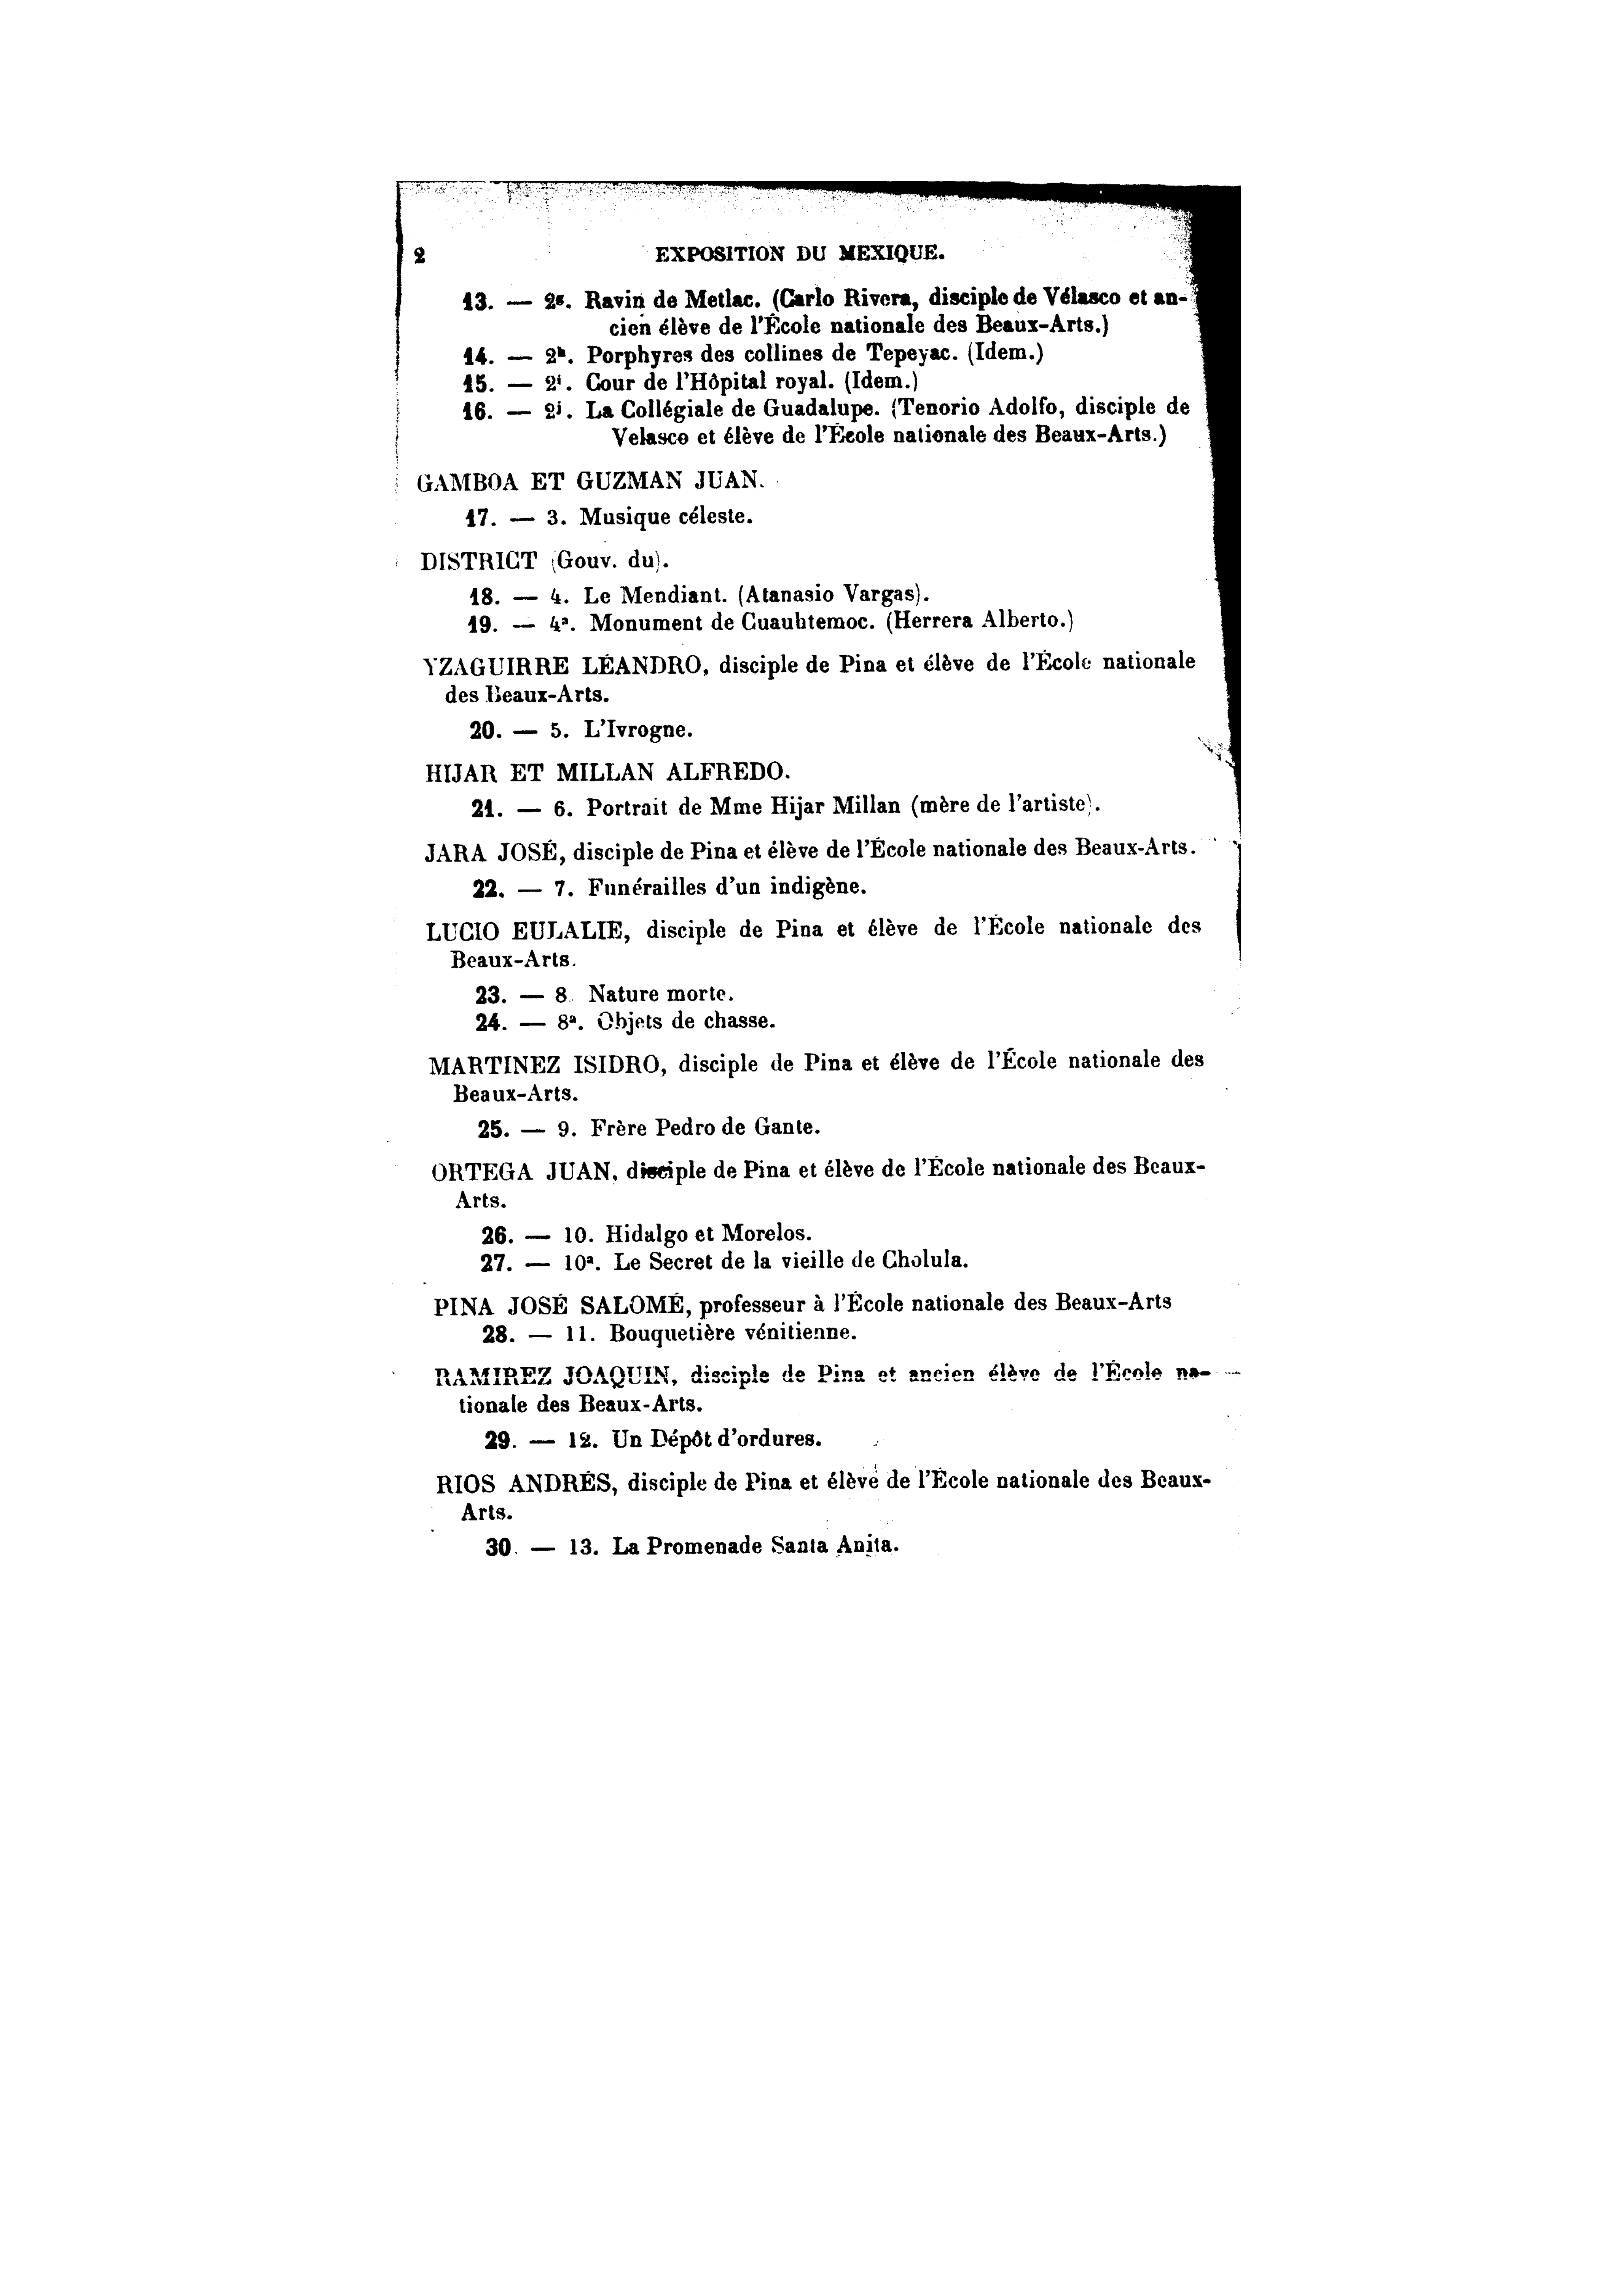 2 EXPOSITION DU MEXIQUE.
13. — 2g. Ravin de Metlac. (Carlo Rivera, disciple de Vélasco et an-
cien élève de l'École nationale des Beaux-Arts.)
14. — 2h. Porphyres des collines de Tepeyac. (Idem.)
15. — 2i. Cour de l'Hôpital royal. (Idem.)
16. — 2j. La Collégiale de Guadalupe. (Tenorio Adolfo, disciple de
Velasco et élève de l'École nationale des Beaux-Arts.)
GAMBOA ET GUZMAN JUAN.
17. — 3. Musique céleste.
DISTRICT (Gouv. du).
18. — 4. Le Mendiant. (Atanasio Vargas).
19. — 4a. Monument de Cuauhtemoc. (Herrera Alberto.)
YZAGUIRRE LÉANDRO, disciple de Pina et élève de l'École nationale
des Beaux-Arts.
20. — 5. L'Ivrogne.
HIJAR ET MILLAN ALFREDO.
21. — 6. Portrait de Mme Hijar Millan (mère de l'artiste).
JARA JOSÉ, disciple de Pina et élève de l'École nationale des Beaux-Arts.
22. — 7. Funérailles d'un indigène.
LUCIO EULALIE, disciple de Pina et élève de l'École nationale des
Beaux-Arts.
23. — 8. Nature morte.
24. — 8a. Objets de chasse.
MARTINEZ ISIDRO, disciple de Pina et élève de l'École nationale des
Beaux-Arts.
25. — 9. Frère Pedro de Gante.
ORTEGA JUAN, disciple de Pina et élève de l'École nationale des Beaux-
Arts.
26. — 10. Hidalgo et Morelos.
27. — 10a. Le Secret de la vieille de Cholula.
PINA JOSÉ SALOMÉ, professeur à l'École nationale des Beaux-Arts
28. — 11. Bouquetière vénitienne.
RAMIREZ JOAQUIN, disciple de Pina et ancien élève de l'École na-
tionale des Beaux-Arts.
29. — 12. Un Dépôt d'ordures.
RIOS ANDRÉS, disciple de Pina et élève de l'École nationale des Beaux-
Arts.
30. — 13. La Promenade Santa Anita.